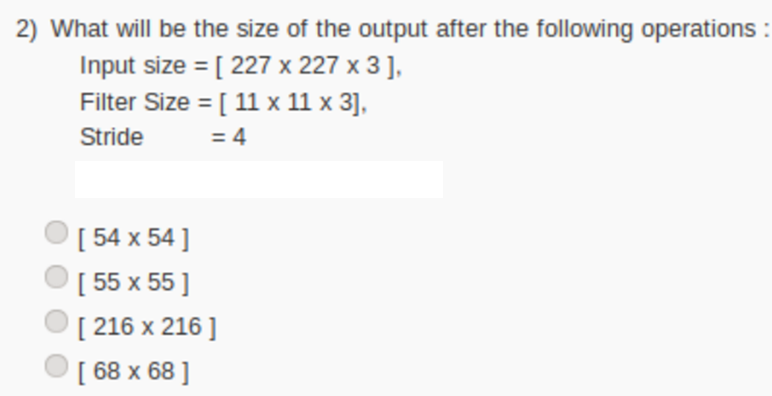 2) What will be the size of the output after the following operations :
Input size = [ 227 x 227 x 3 ],
Filter Size = [ 11 x 11 x 3],
Stride = 4
[ 54 x 54 ]
[ 55 x 55 ]
[ 216 x 216 ]
[ 68 x 68 ]